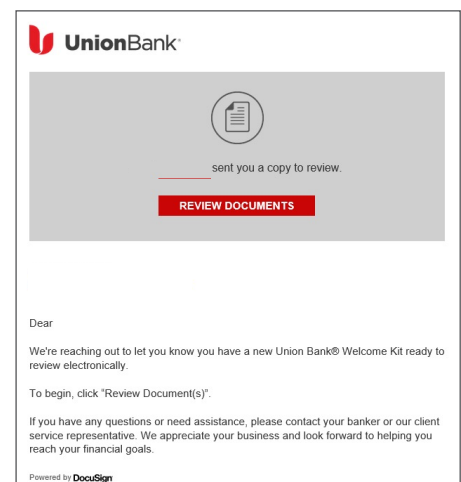 UnionBank®
sent you a copy to review.
REVIEW DOCUMENTS
Dear
We're reaching out to let you know you have a new Union Bank® Welcome Kit ready to
review electronically.
To begin, click "Review Document(s)".
If you have any questions or need assistance, please contact your banker or our client
service representative. We appreciate your business and look forward to helping you
reach your financial goals.
Powered by DocuSign